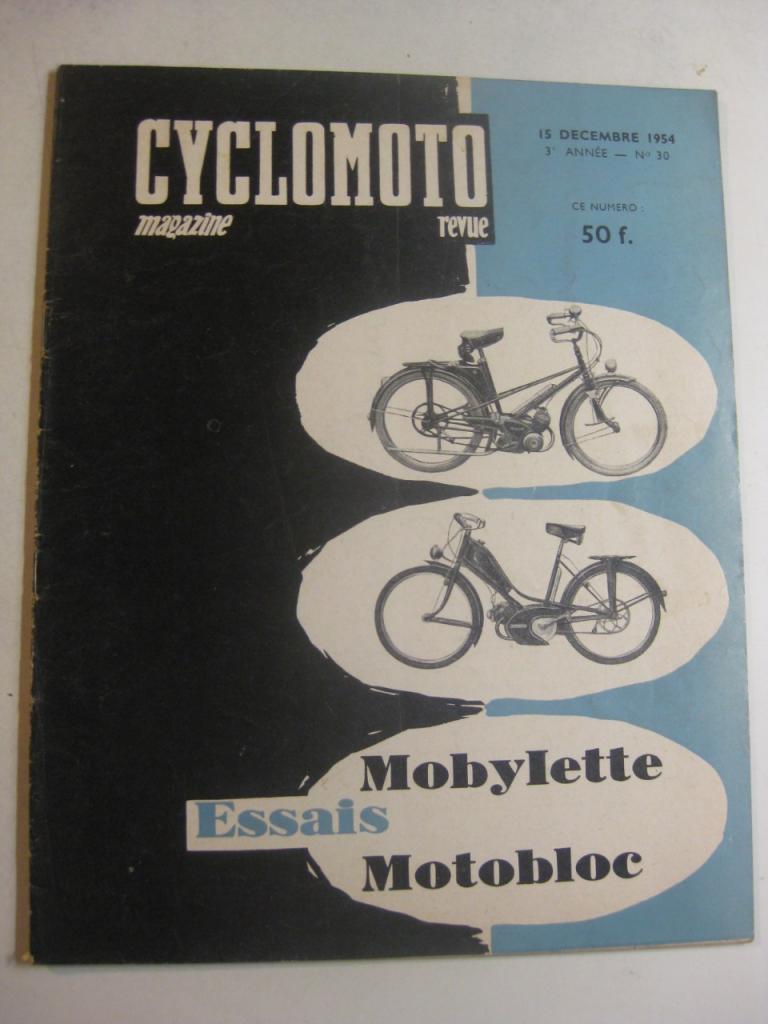 CYCLOMOTO
magazine revue
15 DECEMBRE 1954
3e ANNÉE — No 30
CE NUMERO :
50 f.
Mobylette
Essais
Motobloc